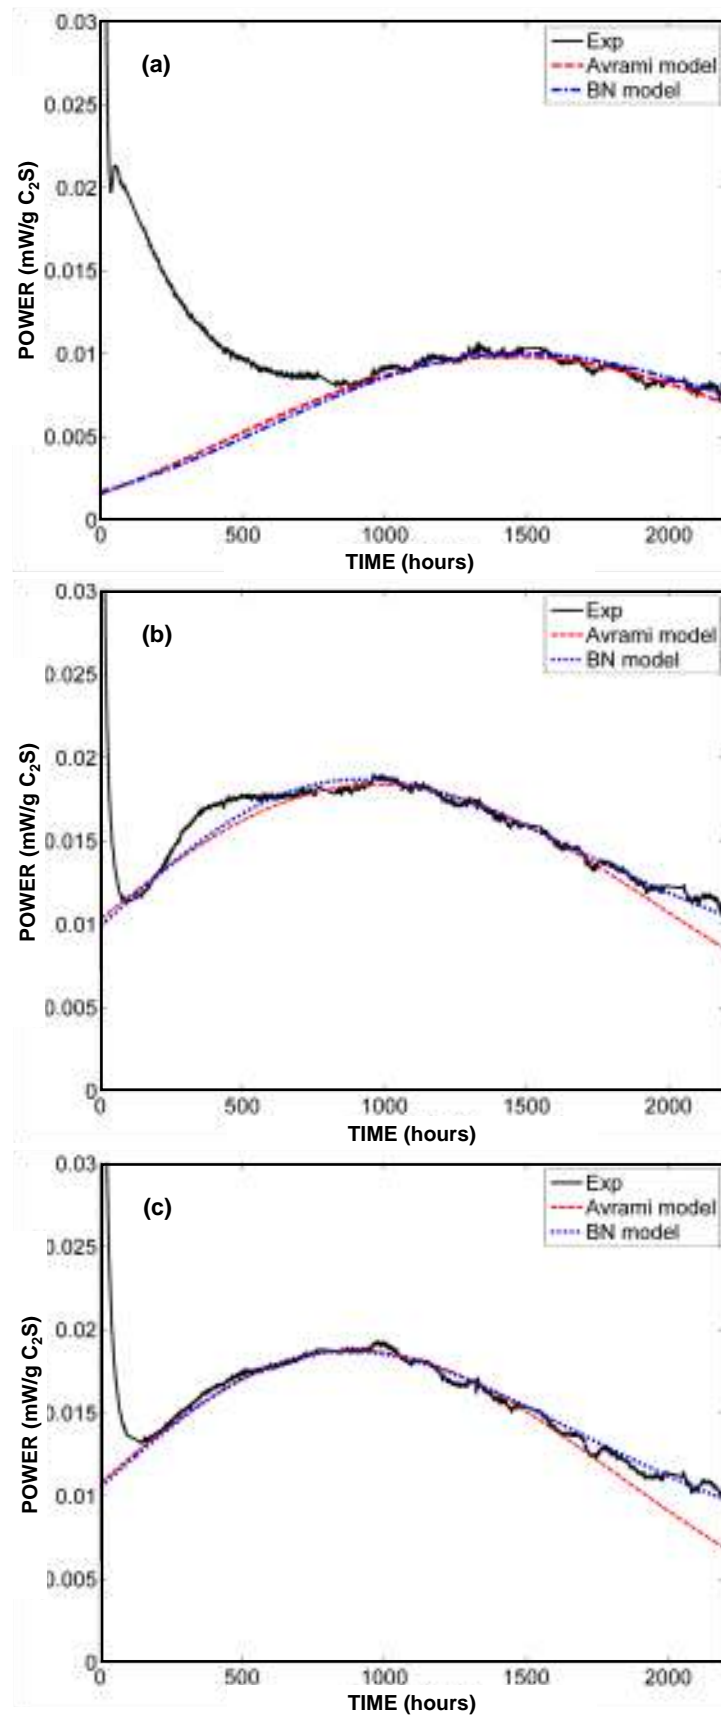 0.03
(a)
Exp
Avrami model
BN model
0.025
0.02
0.015
0.01
0.005
0
POWER (mW/g C₂S)
0 500 1000 1500 2000
TIME (hours)
0.03
(b)
Exp
Avrami model
BN model
0.025
0.02
0.015
0.01
0.005
0
POWER (mW/g C₂S)
0 500 1000 1500 2000
TIME (hours)
0.03
(c)
Exp
Avrami model
BN model
0.025
0.02
0.015
0.01
0.005
0
POWER (mW/g C₂S)
0 500 1000 1500 2000
TIME (hours)